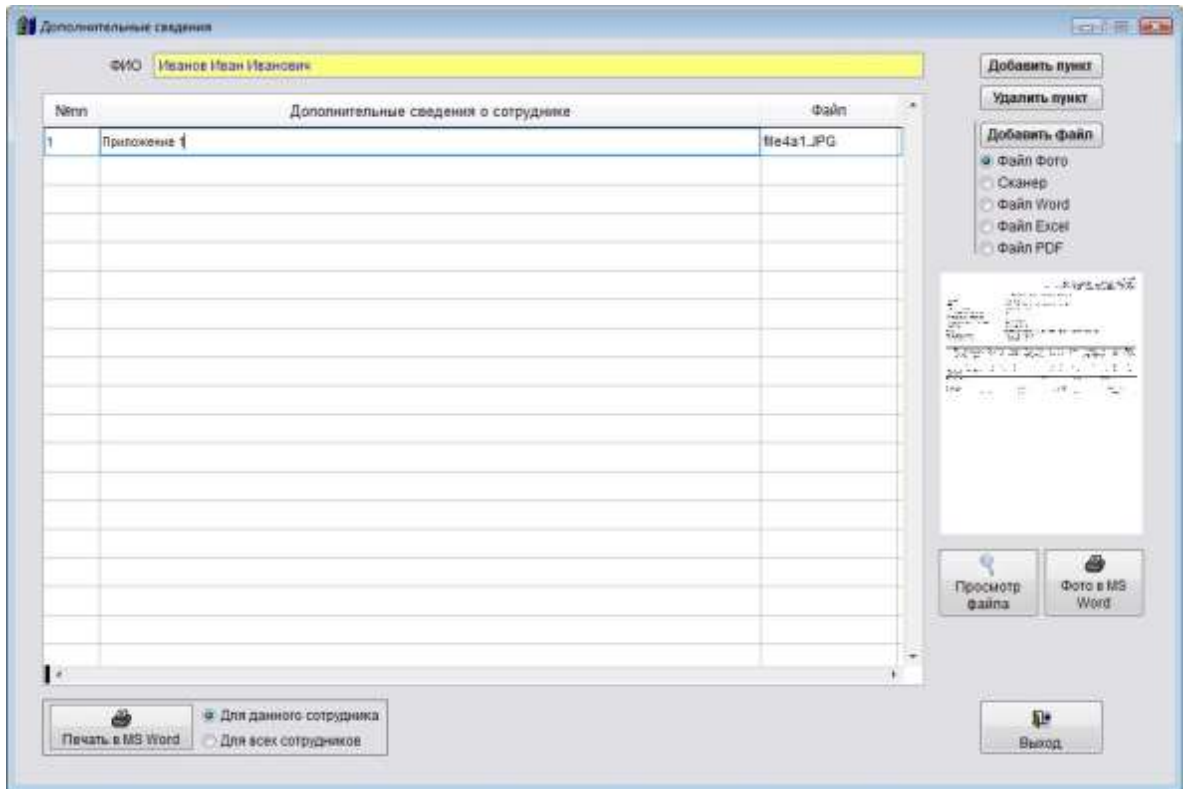 Дополнительные сведения
ФИО Иванов Иван Иванович
Добавить пункт
Удалить пункт
№пп Дополнительные сведения о сотруднике Файл
1 Приложение 1 file4a1.JPG
Добавить файл
Файл Фото
Сканер
Файл Word
Файл Excel
Файл PDF
Просмотр файла
Фото в MS Word
Печать в MS Word
Для данного сотрудника
Для всех сотрудников
Выход